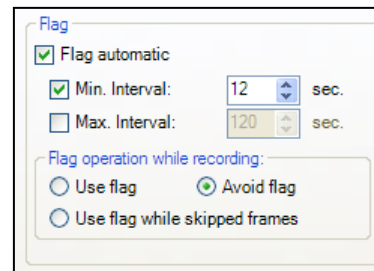 Flag
Flag automatic
Min. Interval: 12 sec.
Max. Interval: 120 sec.
Flag operation while recording:
Use flag Avoid flag
Use flag while skipped frames